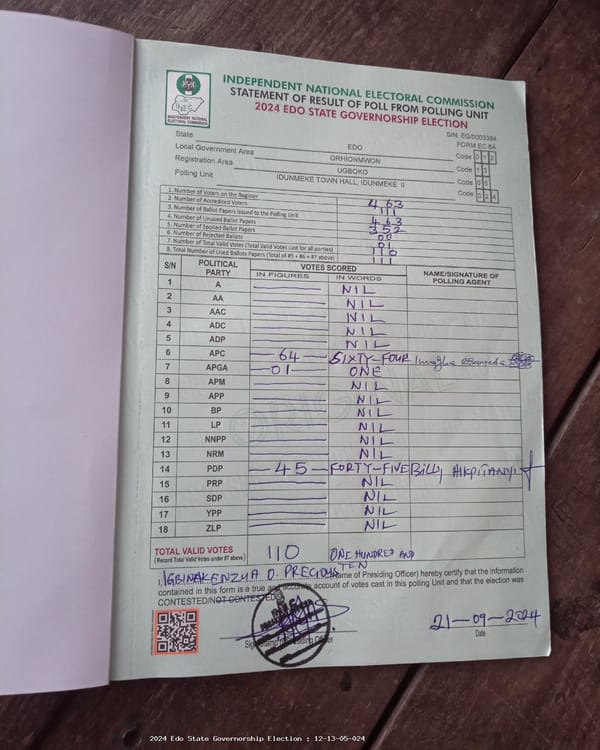 INDEPENDENT NATIONAL ELECTORAL COMMISSION
STATEMENT OF RESULT OF POLL FROM POLLING UNIT
2024 EDO STATE GOVERNORSHIP ELECTION
INEC
INDEPENDENT NATIONAL ELECTORAL COMMISSION
S/N: EG/0003384
FORM EC 8A
State EDO Code 0 1 2
Local Government Area ORHIONMWON Code 1 3
Registration Area UGBOKO Code 0 5
Polling Unit IDUNMEKE TOWN HALL, IDUNMEKE II Code 0 2 4
1. Number of Voters on the Register 463
2. Number of Accredited Voters 111
3. Number of Ballot Papers Issued to the Polling Unit 463
4. Number of Unused Ballot Papers 352
5. Number of Spoiled Ballot Papers 00
6. Number of Rejected Ballots 01
7. Number of Total Valid Votes (Total Valid Votes cast for all parties) 110
8. Total Number of Used Ballots Papers (Total of #5 + #6 + #7 above) 111
S/N POLITICAL PARTY VOTES SCORED NAME/SIGNATURE OF POLLING AGENT
IN FIGURES IN WORDS
1 A NIL
2 AA NIL
3 AAC NIL
4 ADC NIL
5 ADP NIL
6 APC 64 SIXTY-FOUR
7 APGA 01 ONE
8 APM NIL
9 APP NIL
10 BP NIL
11 LP NIL
12 NNPP NIL
13 NRM NIL
14 PDP 45 FORTY-FIVE Billy
15 PRP NIL
16 SDP NIL
17 YPP NIL
18 ZLP NIL
ORIGINAL
TOTAL VALID VOTES 110 ONE HUNDRED AND TEN
(Record Total Valid Votes under #7 above)
I, IGBINAKENZUA O. PRECIOUS (Name of Presiding Officer) hereby certify that the information
contained in this form is a true and accurate account of votes cast in this polling Unit and that the election was
CONTESTED/NOT CONTESTED
21-09-2024
Date
2024 Edo State Governorship Election : 12-13-05-024